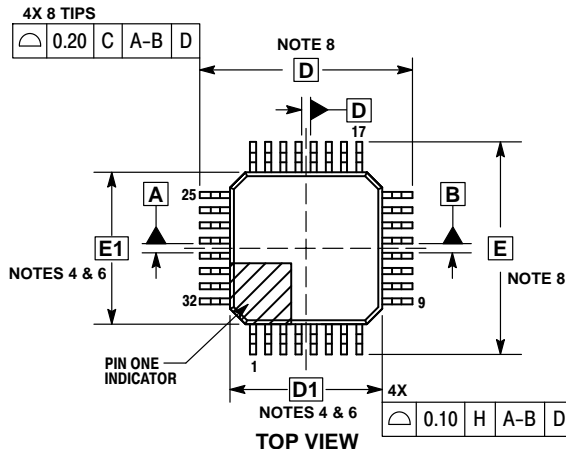 4X 8 TIPS
⌓ 0.20 C A-B D
NOTE 8
D
D
17
25
A
B
E1
E
NOTES 4 & 6
NOTE 8
32
9
PIN ONE
INDICATOR
1
D1
4X
NOTES 4 & 6
⌓ 0.10 H A-B D
TOP VIEW